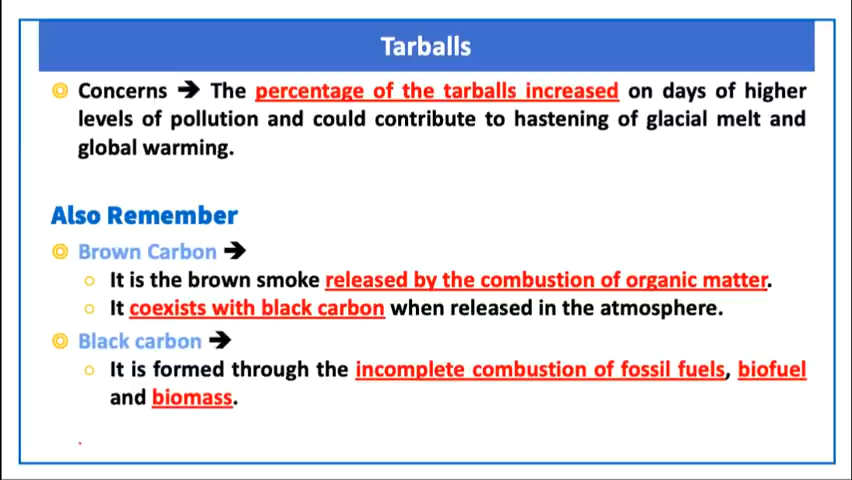 Tarballs
Concerns ➔ The percentage of the tarballs increased on days of higher
levels of pollution and could contribute to hastening of glacial melt and
global warming.
Also Remember
Brown Carbon ➔
It is the brown smoke released by the combustion of organic matter.
It coexists with black carbon when released in the atmosphere.
Black carbon ➔
It is formed through the incomplete combustion of fossil fuels, biofuel
and biomass.